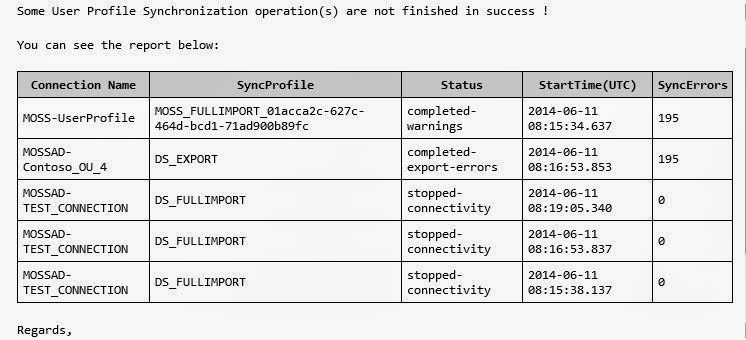 Some User Profile Synchronization operation(s) are not finished in success !
You can see the report below:
Connection Name SyncProfile Status StartTime(UTC) SyncErrors
MOSS-UserProfile MOSS_FULLIMPORT_01acca2c-627c- completed- 2014-06-11 195
464d-bcd1-71ad900b89fc warnings 08:15:34.637
MOSSAD- DS_EXPORT completed- 2014-06-11 195
Contoso_OU_4 export-errors 08:16:53.853
MOSSAD- DS_FULLIMPORT stopped- 2014-06-11 0
TEST_CONNECTION connectivity 08:19:05.340
MOSSAD- DS_FULLIMPORT stopped- 2014-06-11 0
TEST_CONNECTION connectivity 08:16:53.837
MOSSAD- DS_FULLIMPORT stopped- 2014-06-11 0
TEST_CONNECTION connectivity 08:15:38.137
Regards,